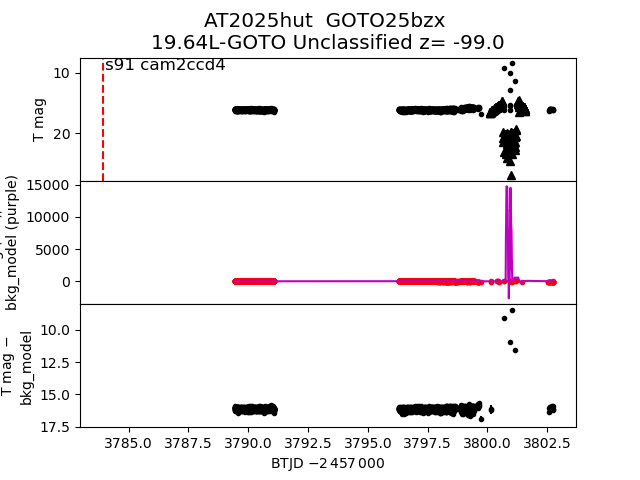 AT2025hut GOTO25bzx
19.64L-GOTO Unclassified z= -99.0
s91 cam2ccd4
T mag
10
20
bkg_model (purple)
15000
10000
5000
0
T mag −
bkg_model
10.0
12.5
15.0
17.5
3785.0 3787.5 3790.0 3792.5 3795.0 3797.5 3800.0 3802.5
BTJD −2 457 000